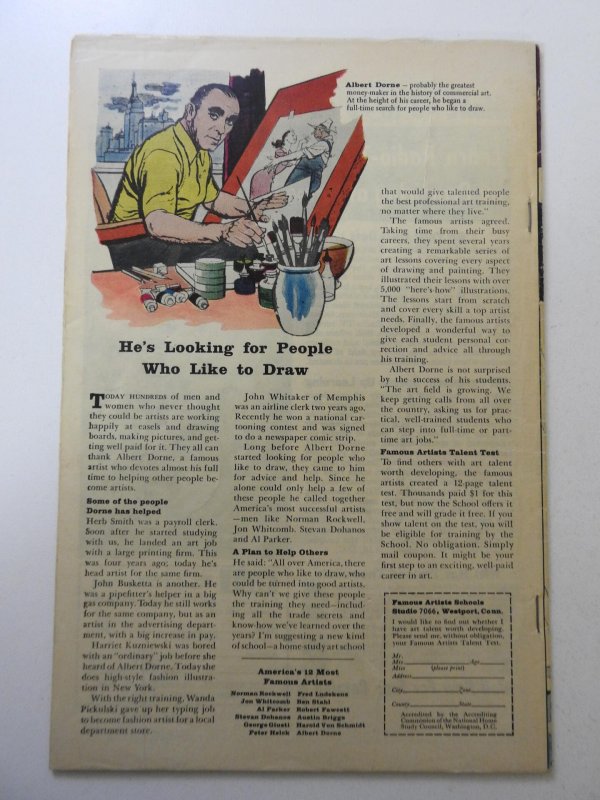 Albert Dorne – probably the greatest
money-maker in the history of commercial art.
At the height of his career, he began a
full-time search for people who like to draw.
He's Looking for People
Who Like to Draw
TODAY HUNDREDS of men and
women who never thought
they could be artists are working
happily at easels and drawing
boards, making pictures, and get-
ting well paid for it. They all can
thank Albert Dorne, a famous
artist who devotes almost his full
time to helping other people be-
come artists.
Some of the people
Dorne has helped
Herb Smith was a payroll clerk.
Soon after he started studying
with us, he landed an art job
with a large printing firm. This
was four years ago; today he's
head artist for the same firm.
John Busketta is another. He
was a pipefitter's helper in a big
gas company. Today he still works
for the same company, but as an
artist in the advertising depart-
ment, with a big increase in pay.
Harriet Kuzniewski was bored
with an "ordinary" job before she
heard of Albert Dorne. Today she
does high-style fashion illustra-
tion in New York.
With the right training, Wanda
Pickulski gave up her typing job
to become fashion artist for a local
department store.
John Whitaker of Memphis
was an airline clerk two years ago.
Recently he won a national car-
tooning contest and was signed
to do a newspaper comic strip.
Long before Albert Dorne
started looking for people who
like to draw, they came to him
for advice and help. Since he
alone could only help a few of
these people he called together
America's most successful artists
—men like Norman Rockwell,
Jon Whitcomb, Stevan Dohanos
and Al Parker.
A Plan to Help Others
He said: "All over America, there
are people who like to draw, who
could be turned into good artists.
Why can't we give these people
the training they need—includ-
ing all the trade secrets and
know-how we've learned over the
years? I'm suggesting a new kind
of school—a home-study art school
America's 12 Most
Famous Artists
Norman Rockwell Fred Ludekens
Jon Whitcomb Ben Stahl
Al Parker Robert Fawcett
Stevan Dohanos Austin Briggs
George Giusti Harold Von Schmidt
Peter Helck Albert Dorne
that would give talented people
the best professional art training,
no matter where they live."
The famous artists agreed.
Taking time from their busy
careers, they spent several years
creating a remarkable series of
art lessons covering every aspect
of drawing and painting. They
illustrated their lessons with over
5,000 "here's-how" illustrations.
The lessons start from scratch
and cover every skill a top artist
needs. Finally, the famous artists
developed a wonderful way to
give each student personal cor-
rection and advice all through
his training.
Albert Dorne is not surprised
by the success of his students.
"The art field is growing. We
keep getting calls from all over
the country, asking us for prac-
tical, well-trained students who
can step into full-time or part-
time art jobs."
Famous Artists Talent Test
To find others with art talent
worth developing, the famous
artists created a 12-page talent
test. Thousands paid $1 for this
test, but now the School offers it
free and will grade it free. If you
show talent on the test, you will
be eligible for training by the
School. No obligation. Simply
mail coupon. It might be your
first step to an exciting, well-paid
career in art.
Famous Artists Schools
Studio 7066, Westport, Conn.
I would like to find out whether I
have art talent worth developing.
Please send me, without obligation,
your Famous Artists Talent Test.
Mr.
Mrs. Age
Miss (please print)
Address
City Zone
County State
Accredited by the Accrediting
Commission of the National Home
Study Council, Washington, D.C.